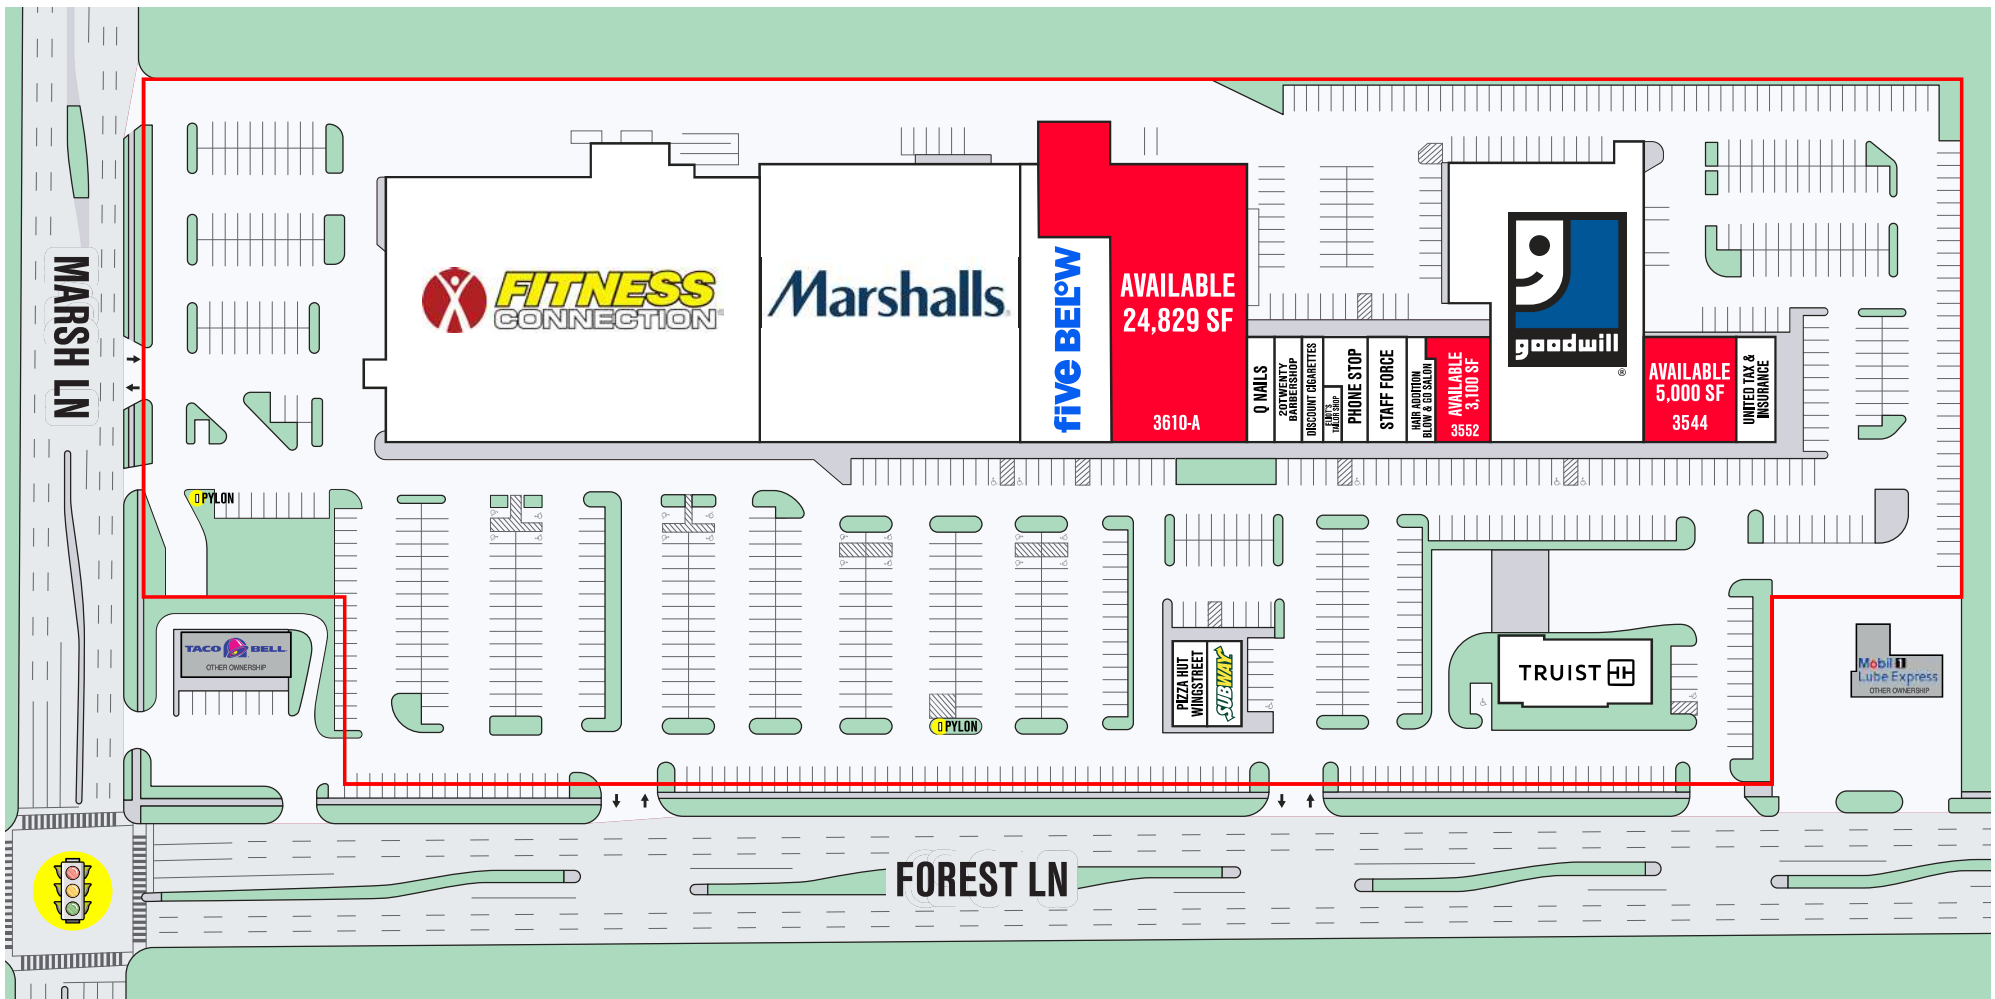 MARSH LN
FITNESS
CONNECTION
Marshalls
five BELOW
AVAILABLE
24,829 SF
3610-A
Q NAILS
20TWENTY
BARBERSHOP
DISCOUNT CIGARETTES
TAILOR SHOP
PHONE STOP
STAFF FORCE
HAIR ADDITION
BLOW & GO SALON
AVAILABLE
3,100 SF
3552
goodwill
®
AVAILABLE
5,000 SF
3544
UNITED TAX &
INSURANCE
PYLON
TACO BELL
OTHER OWNERSHIP
PIZZA HUT
WINGSTREET
SUBWAY
TRUIST
Mobil 1
Lube Express
OTHER OWNERSHIP
PYLON
FOREST LN